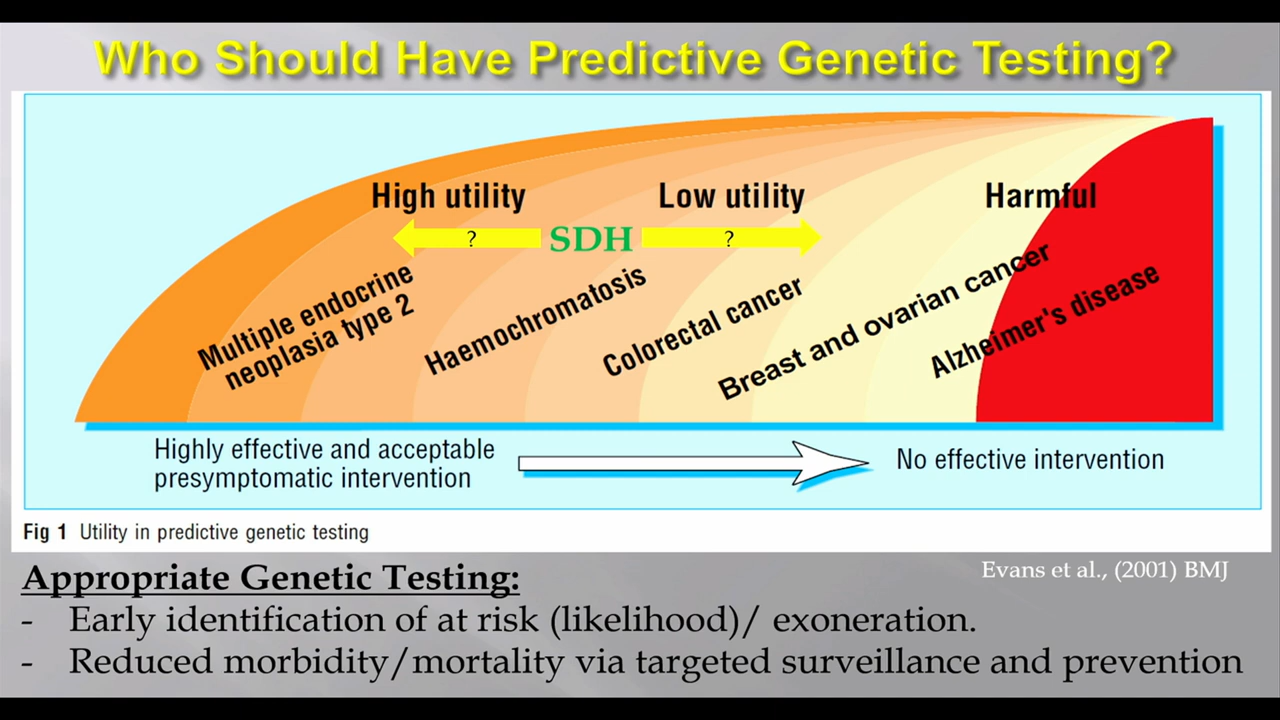 Who Should Have Predictive Genetic Testing?
High utility
Low utility
Harmful
? SDH ?
Multiple endocrine
neoplasia type 2
Haemochromatosis
Colorectal cancer
Breast and ovarian cancer
Alzheimer's disease
Highly effective and acceptable
presymptomatic intervention
No effective intervention
Fig 1 Utility in predictive genetic testing
Evans et al., (2001) BMJ
Appropriate Genetic Testing:
- Early identification of at risk (likelihood)/ exoneration.
- Reduced morbidity/mortality via targeted surveillance and prevention